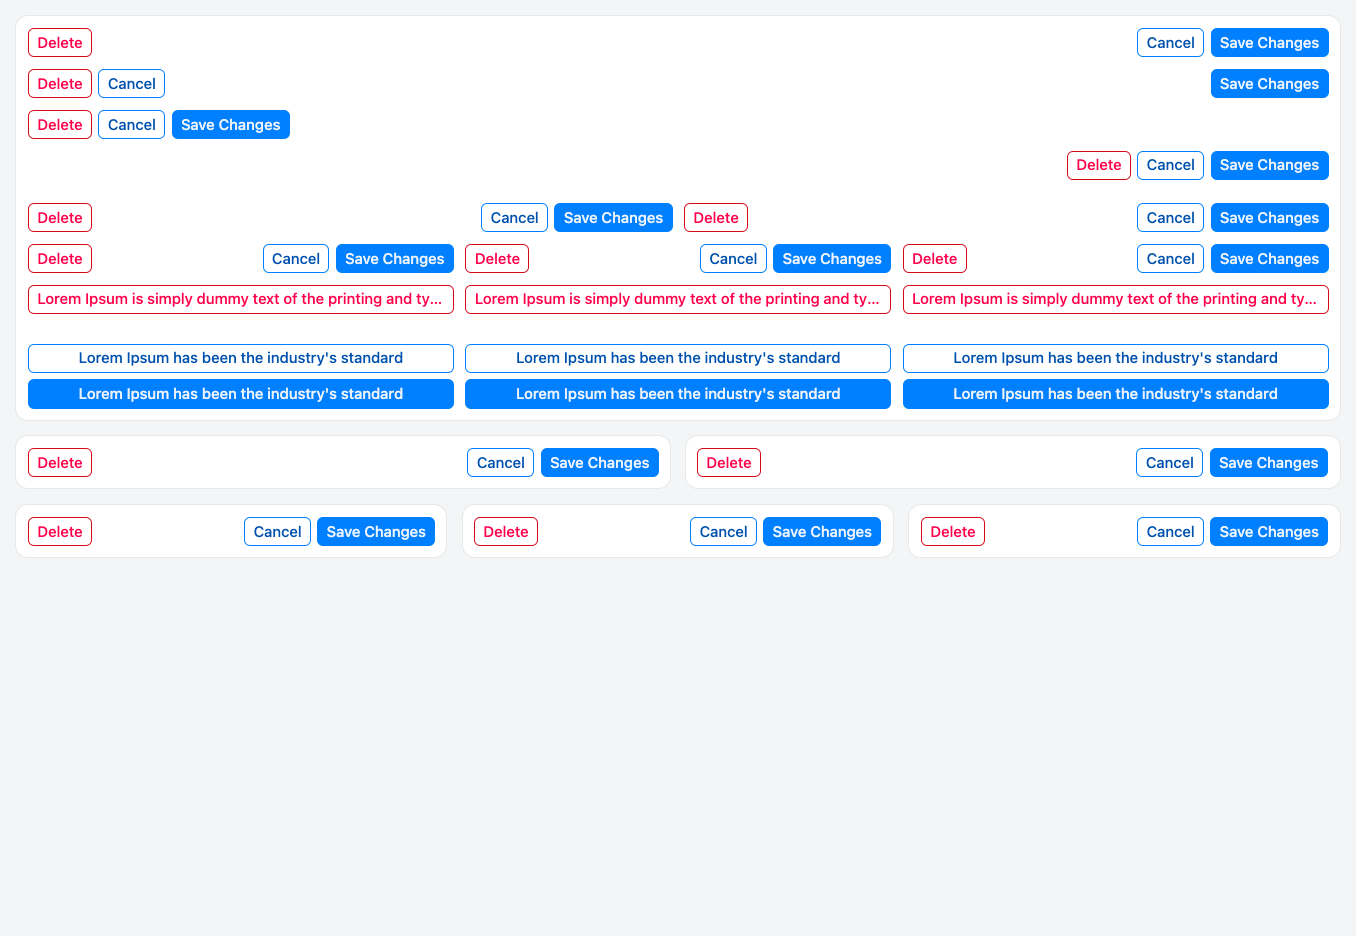 Delete Cancel Save Changes
Delete Cancel Save Changes
Delete Cancel Save Changes
Delete Cancel Save Changes
Delete Cancel Save Changes Delete Cancel Save Changes
Delete Cancel Save Changes Delete Cancel Save Changes Delete Cancel Save Changes
Lorem Ipsum is simply dummy text of the printing and ty... Lorem Ipsum is simply dummy text of the printing and ty... Lorem Ipsum is simply dummy text of the printing and ty...
Lorem Ipsum has been the industry's standard Lorem Ipsum has been the industry's standard Lorem Ipsum has been the industry's standard
Lorem Ipsum has been the industry's standard Lorem Ipsum has been the industry's standard Lorem Ipsum has been the industry's standard
Delete Cancel Save Changes Delete Cancel Save Changes
Delete Cancel Save Changes Delete Cancel Save Changes Delete Cancel Save Changes